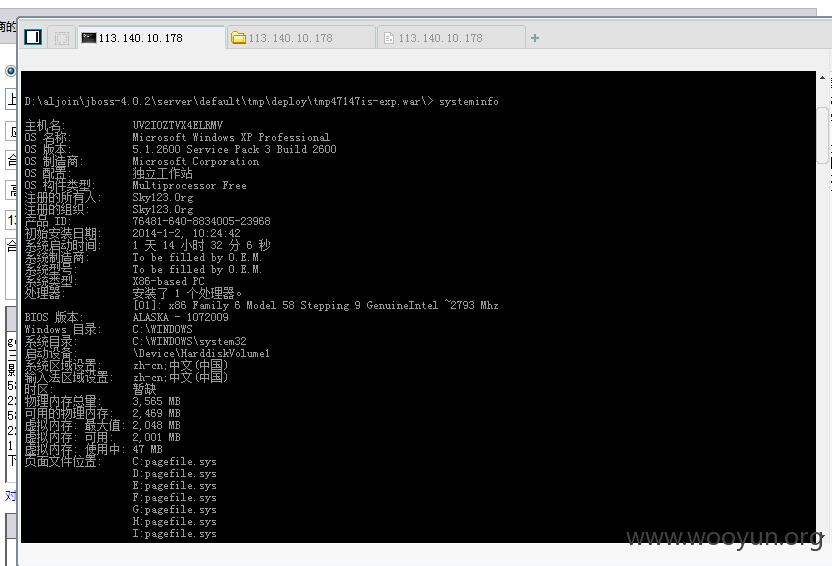 商的
113.140.10.178
113.140.10.178
113.140.10.178
D:\aljoin\jboss-4.0.2\server\default\tmp\deploy\tmp47147is-exp.war\> systeminfo
主机名: UV2IOZTVX4ELRMV
OS 名称: Microsoft Windows XP Professional
OS 版本: 5.1.2600 Service Pack 3 Build 2600
OS 制造商: Microsoft Corporation
OS 配置: 独立工作站
OS 构件类型: Multiprocessor Free
注册的所有人: Sky123.Org
注册的组织: Sky123.Org
产品 ID: 76481-640-8834005-23968
初始安装日期: 2014-1-2, 10:24:42
系统启动时间: 1 天 14 小时 32 分 6 秒
系统制造商: To be filled by O.E.M.
系统型号: To be filled by O.E.M.
系统类型: X86-based PC
处理器: 安装了 1 个处理器。
[01]: x86 Family 6 Model 58 Stepping 9 GenuineIntel ~2793 Mhz
BIOS 版本: ALASKA - 1072009
Windows 目录: C:\WINDOWS
系统目录: C:\WINDOWS\system32
启动设备: \Device\HarddiskVolume1
系统区域设置: zh-cn;中文(中国)
输入法区域设置: zh-cn;中文(中国)
时区: 暂缺
物理内存总量: 3,565 MB
可用的物理内存: 2,469 MB
虚拟内存: 最大值: 2,048 MB
虚拟内存: 可用: 2,001 MB
虚拟内存: 使用中: 47 MB
页面文件位置: C:pagefile.sys
D:pagefile.sys
E:pagefile.sys
F:pagefile.sys
G:pagefile.sys
H:pagefile.sys
I:pagefile.sys
www.wooyun.org